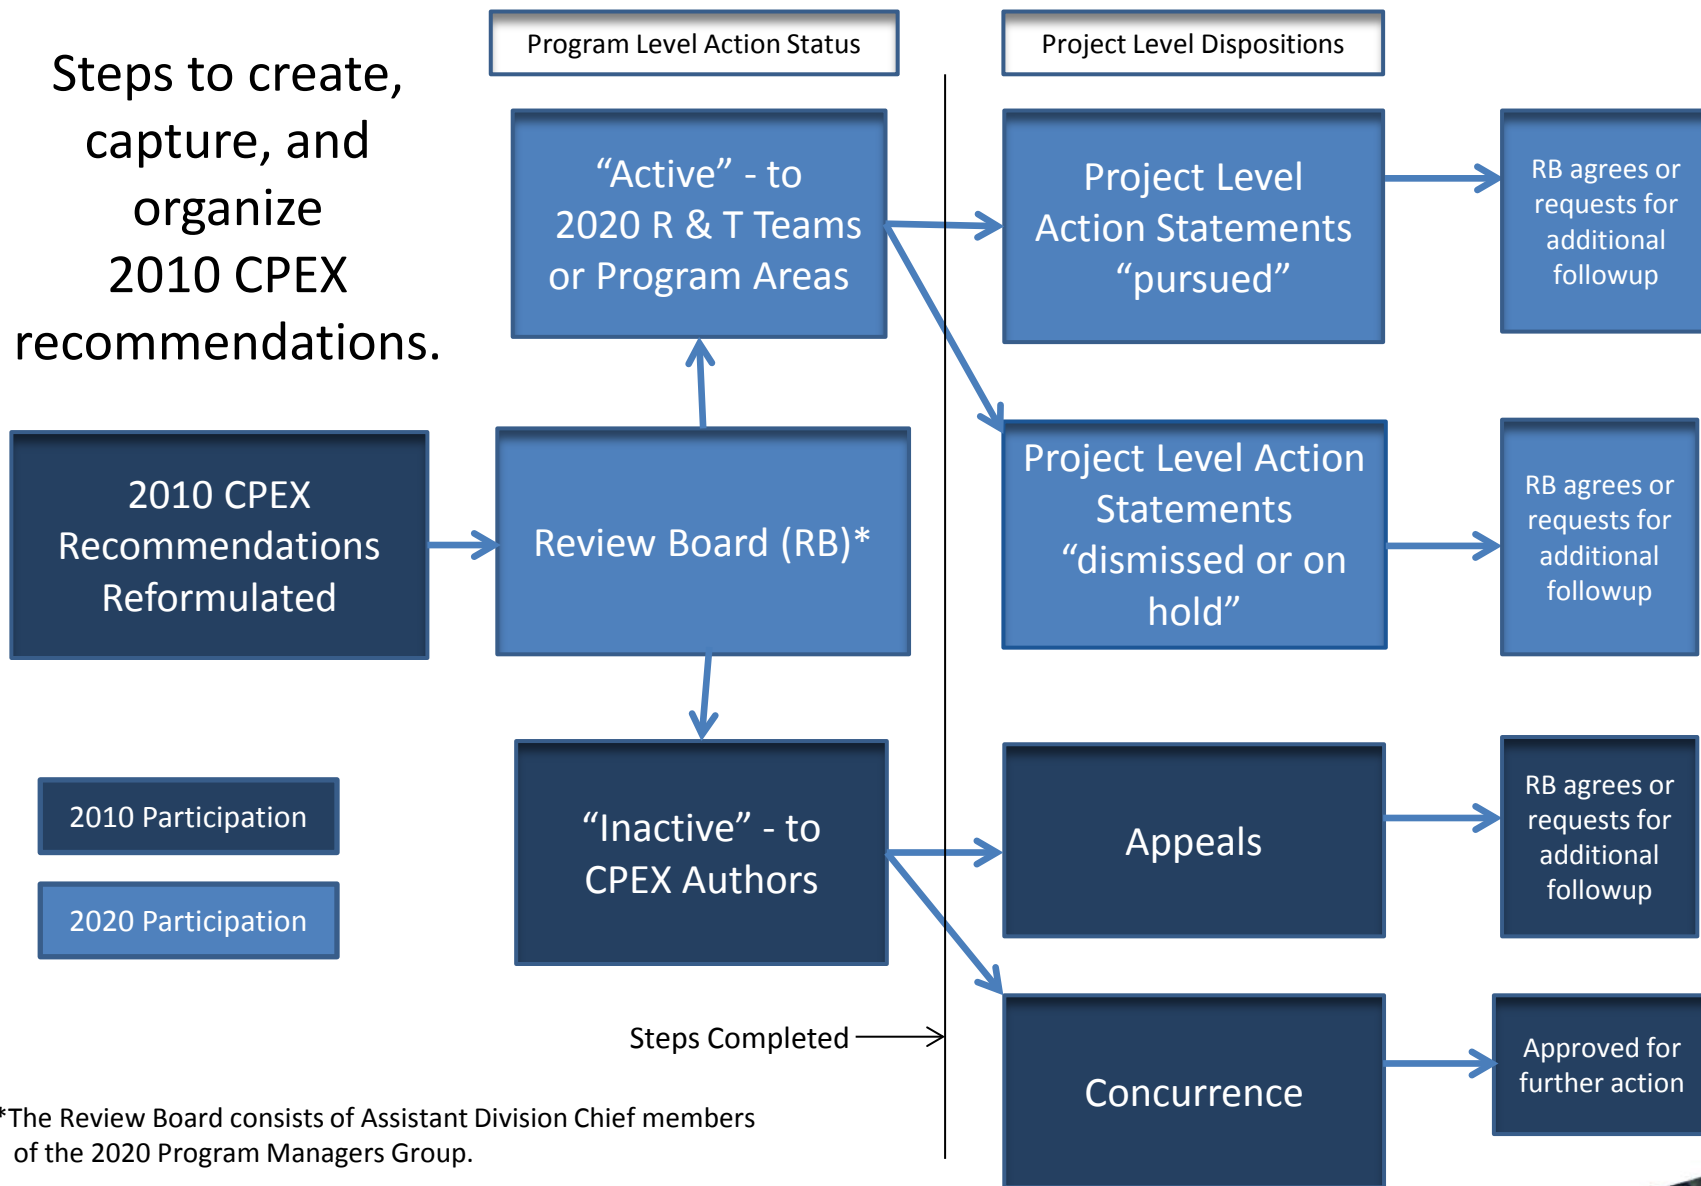 Steps to create,
capture, and
organize
2010 CPEX
recommendations.
Program Level Action Status
Project Level Dispositions
“Active” - to
2020 R & T Teams
or Program Areas
Project Level
Action Statements
“pursued”
RB agrees or
requests for
additional
followup
2010 CPEX
Recommendations
Reformulated
Review Board (RB)*
Project Level Action
Statements
“dismissed or on
hold”
RB agrees or
requests for
additional
followup
2010 Participation
2020 Participation
“Inactive” - to
CPEX Authors
Appeals
RB agrees or
requests for
additional
followup
Steps Completed
Concurrence
Approved for
further action
*The Review Board consists of Assistant Division Chief members
of the 2020 Program Managers Group.